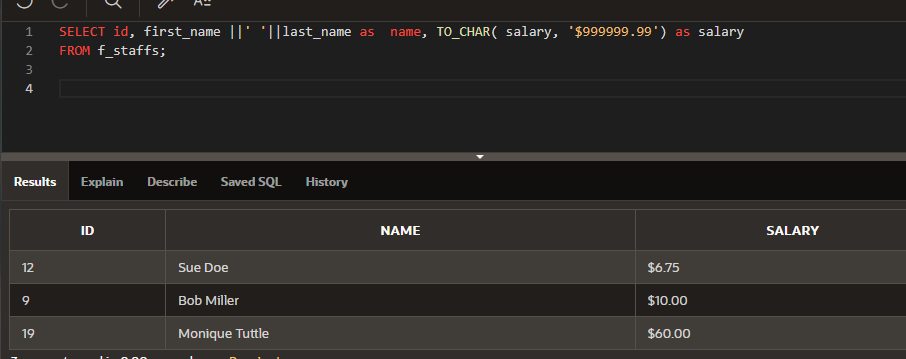 1 SELECT id, first_name ||' '||last_name as  name, TO_CHAR( salary, '$999999.99') as salary
2 FROM f_staffs;
3
4
Results Explain Describe Saved SQL History
ID NAME SALARY
12 Sue Doe $6.75
9 Bob Miller $10.00
19 Monique Tuttle $60.00